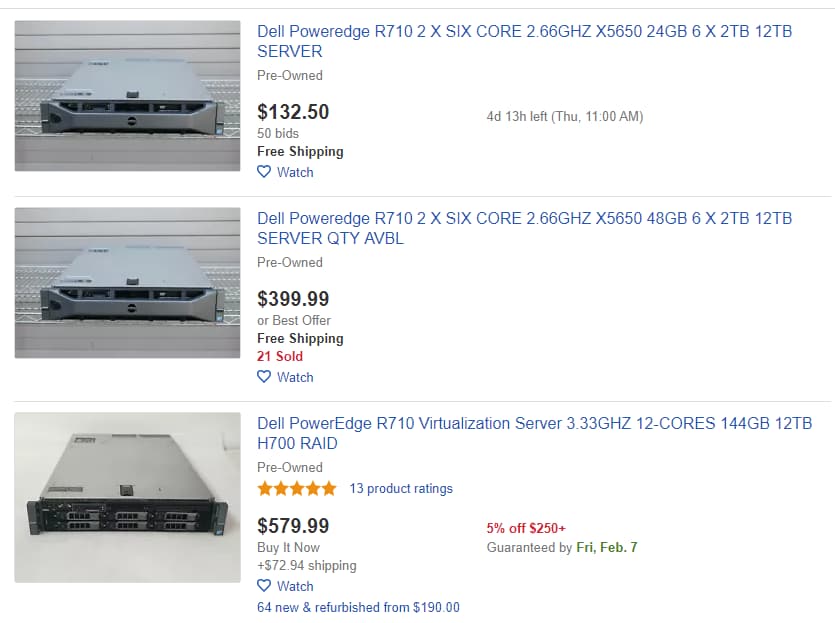 Dell Poweredge R710 2 X SIX CORE 2.66GHZ X5650 24GB 6 X 2TB 12TB
SERVER
Pre-Owned
$132.50
4d 13h left (Thu, 11:00 AM)
50 bids
Free Shipping
Watch
Dell Poweredge R710 2 X SIX CORE 2.66GHZ X5650 48GB 6 X 2TB 12TB
SERVER QTY AVBL
Pre-Owned
$399.99
or Best Offer
Free Shipping
21 Sold
Watch
Dell PowerEdge R710 Virtualization Server 3.33GHZ 12-CORES 144GB 12TB
H700 RAID
Pre-Owned
13 product ratings
$579.99
5% off $250+
Buy It Now
Guaranteed by Fri, Feb. 7
+$72.94 shipping
Watch
64 new & refurbished from $190.00